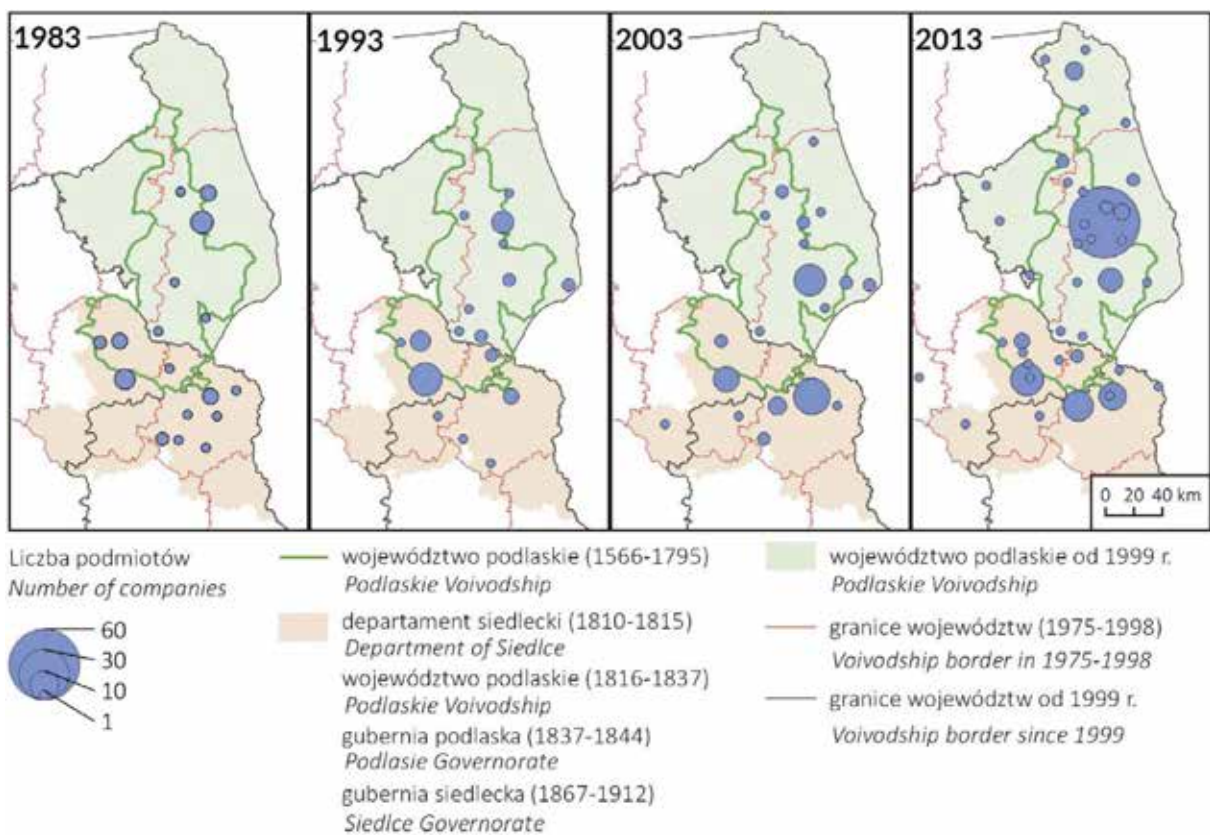 1983
1993
2003
2013
0 20 40 km
Liczba podmiotów
Number of companies
60
30
10
1
województwo podlaskie (1566-1795)
Podlaskie Voivodship
departament siedlecki (1810-1815)
Department of Siedlce
województwo podlaskie (1816-1837)
Podlaskie Voivodship
gubernia podlaska (1837-1844)
Podlasie Governorate
gubernia siedlecka (1867-1912)
Siedlce Governorate
województwo podlaskie od 1999 r.
Podlaskie Voivodship
granice województw (1975-1998)
Voivodship border in 1975-1998
granice województw od 1999 r.
Voivodship border since 1999